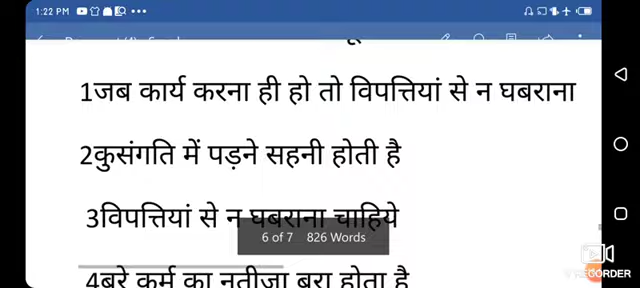 1:22 PM
1जब कार्य करना ही हो तो विपत्तियां से न घबराना
2कुसंगति में पड़ने सहनी होती है
3विपत्तियां से न घबराना चाहिये
6 of 7 826 Words
4बुरे कर्म का नतीजा बुरा होता है
RECORDER